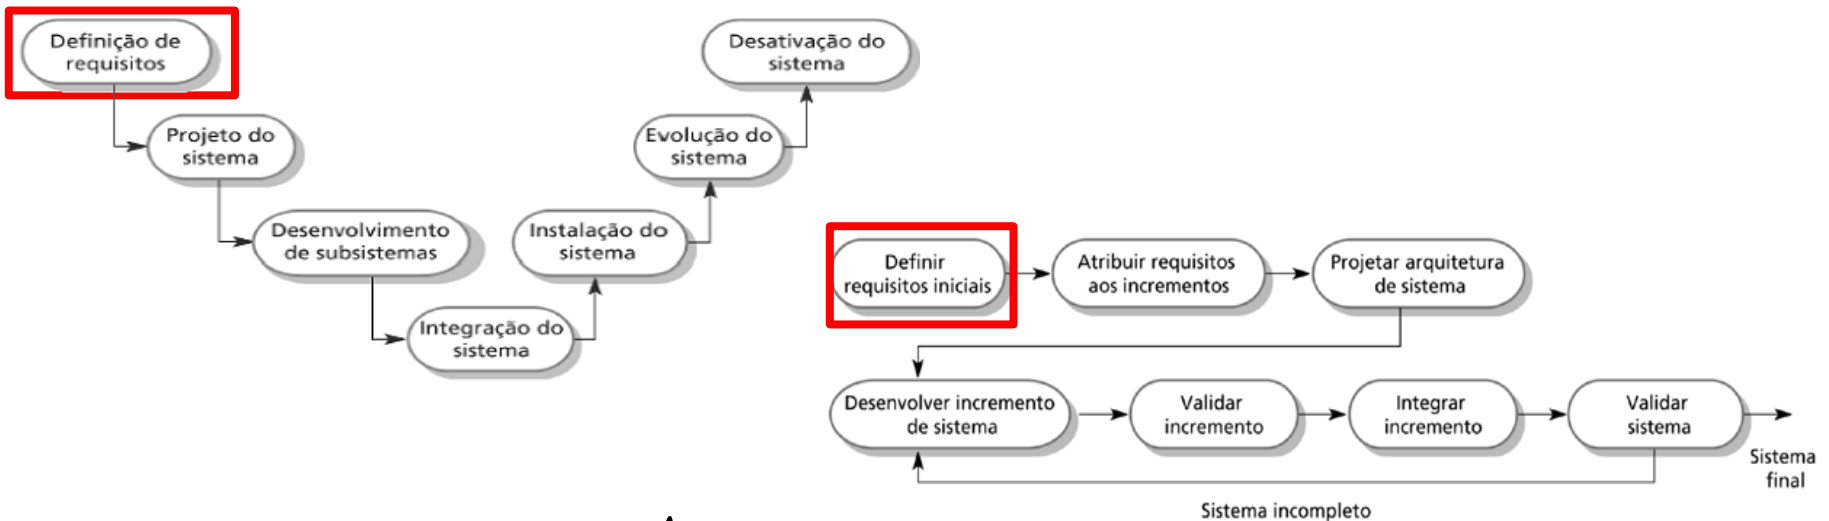 Definição de
requisitos
Projeto do
sistema
Desenvolvimento
de subsistemas
Integração do
sistema
Instalação do
sistema
Evolução do
sistema
Desativação do
sistema
Definir
requisitos iniciais
Atribuir requisitos
aos incrementos
Projetar arquitetura
de sistema
Desenvolver incremento
de sistema
Validar
incremento
Integrar
incremento
Validar
sistema
Sistema
final
Sistema incompleto